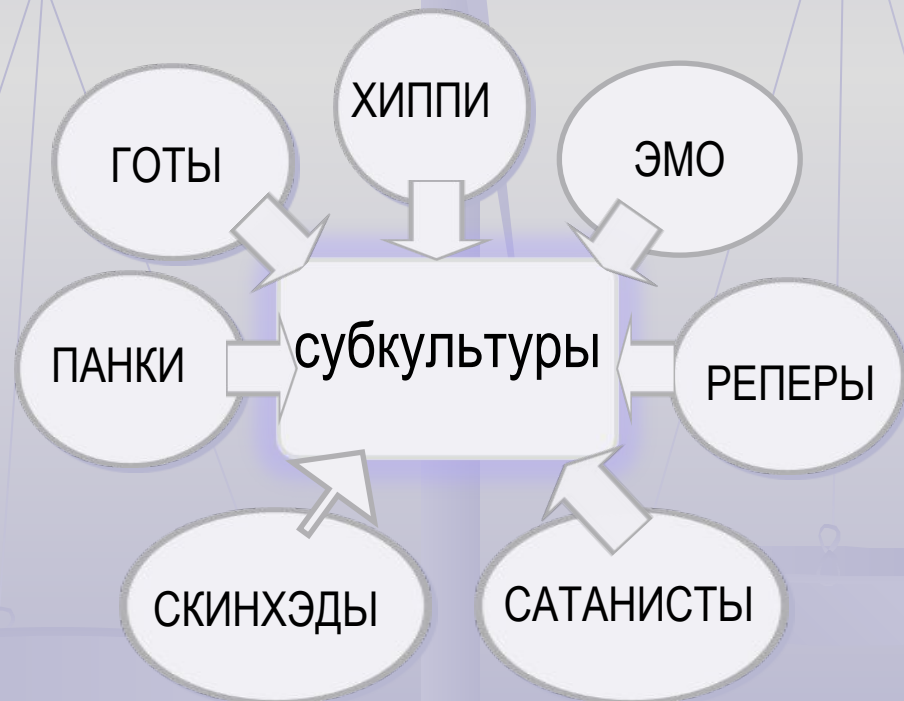 ХИППИ
ГОТЫ
ЭМО
субкультуры
ПАНКИ
РЕПЕРЫ
СКИНХЭДЫ
САТАНИСТЫ